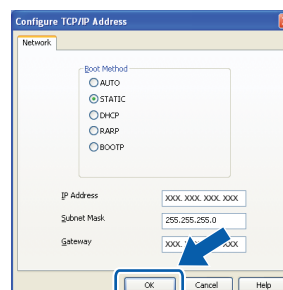 Configure TCP/IP Address
Network
Boot Method
AUTO
STATIC
DHCP
RARP
BOOTP
IP Address XXX. XXX. XXX. XXX
Subnet Mask 255.255.255.0
Gateway XXX. XXX
OK Cancel Help